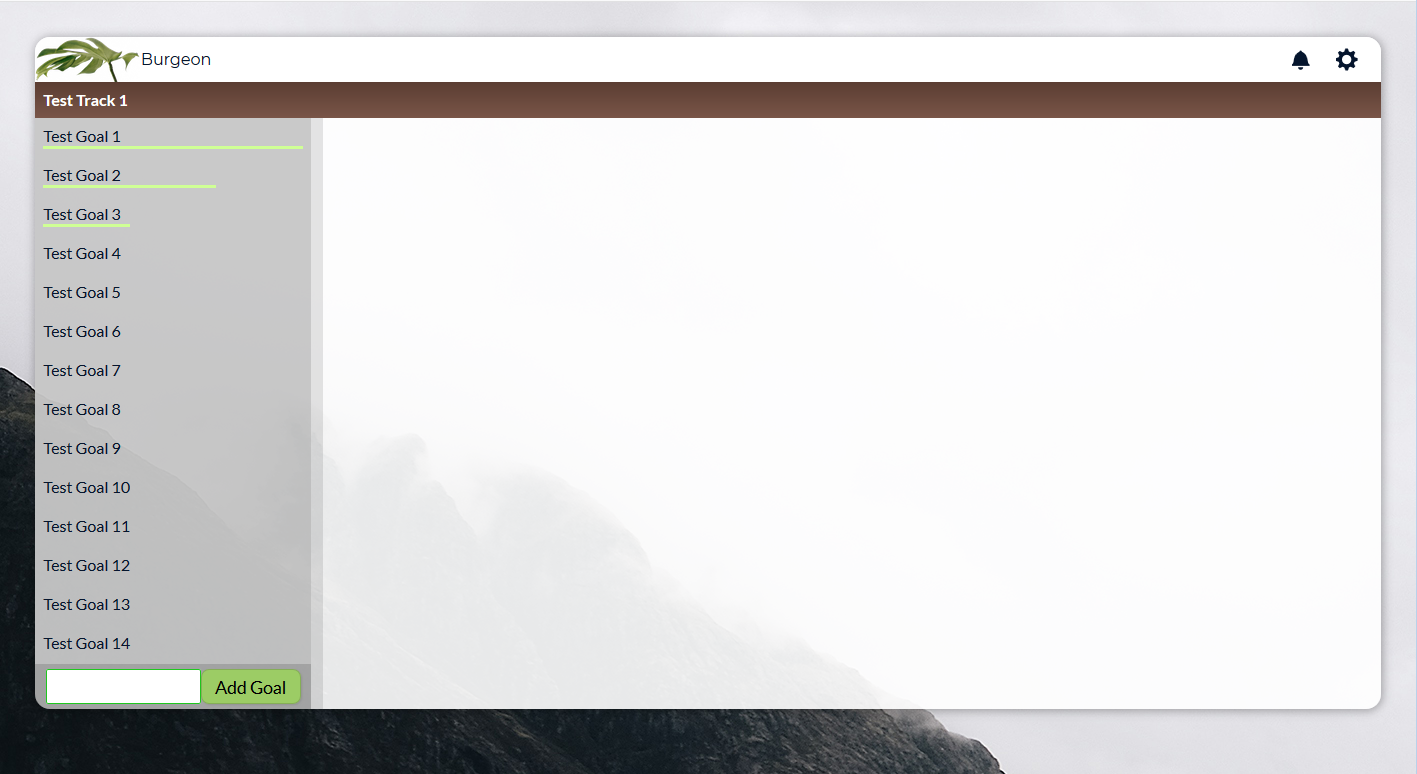 Burgeon
Test Track 1
Test Goal 1
Test Goal 2
Test Goal 3
Test Goal 4
Test Goal 5
Test Goal 6
Test Goal 7
Test Goal 8
Test Goal 9
Test Goal 10
Test Goal 11
Test Goal 12
Test Goal 13
Test Goal 14
Add Goal